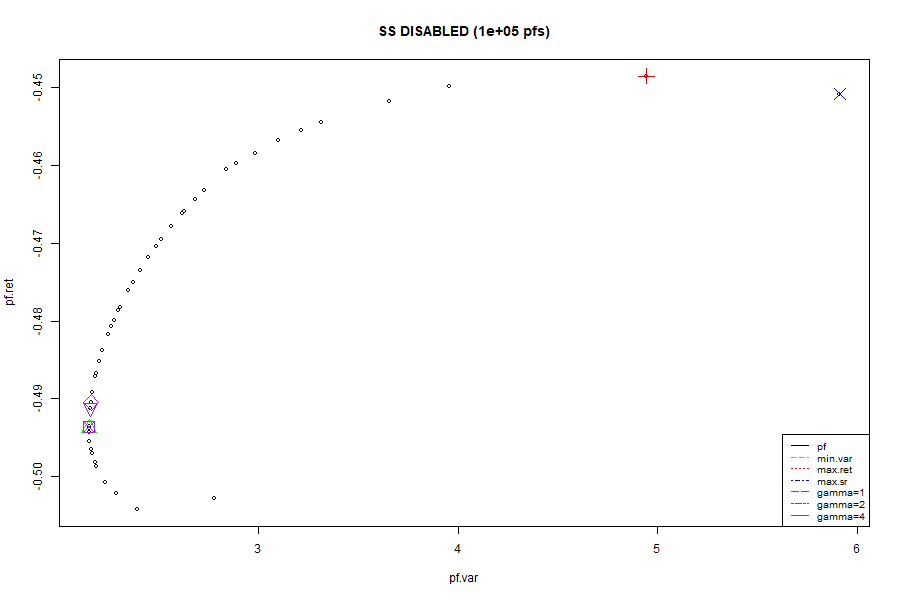 SS DISABLED (1e+05 pfs)
-0.45
-0.46
-0.47
-0.48
-0.49
-0.50
pf.ret
pf
min.var
max.ret
max.sr
gamma=1
gamma=2
gamma=4
3 4 5 6
pf.var